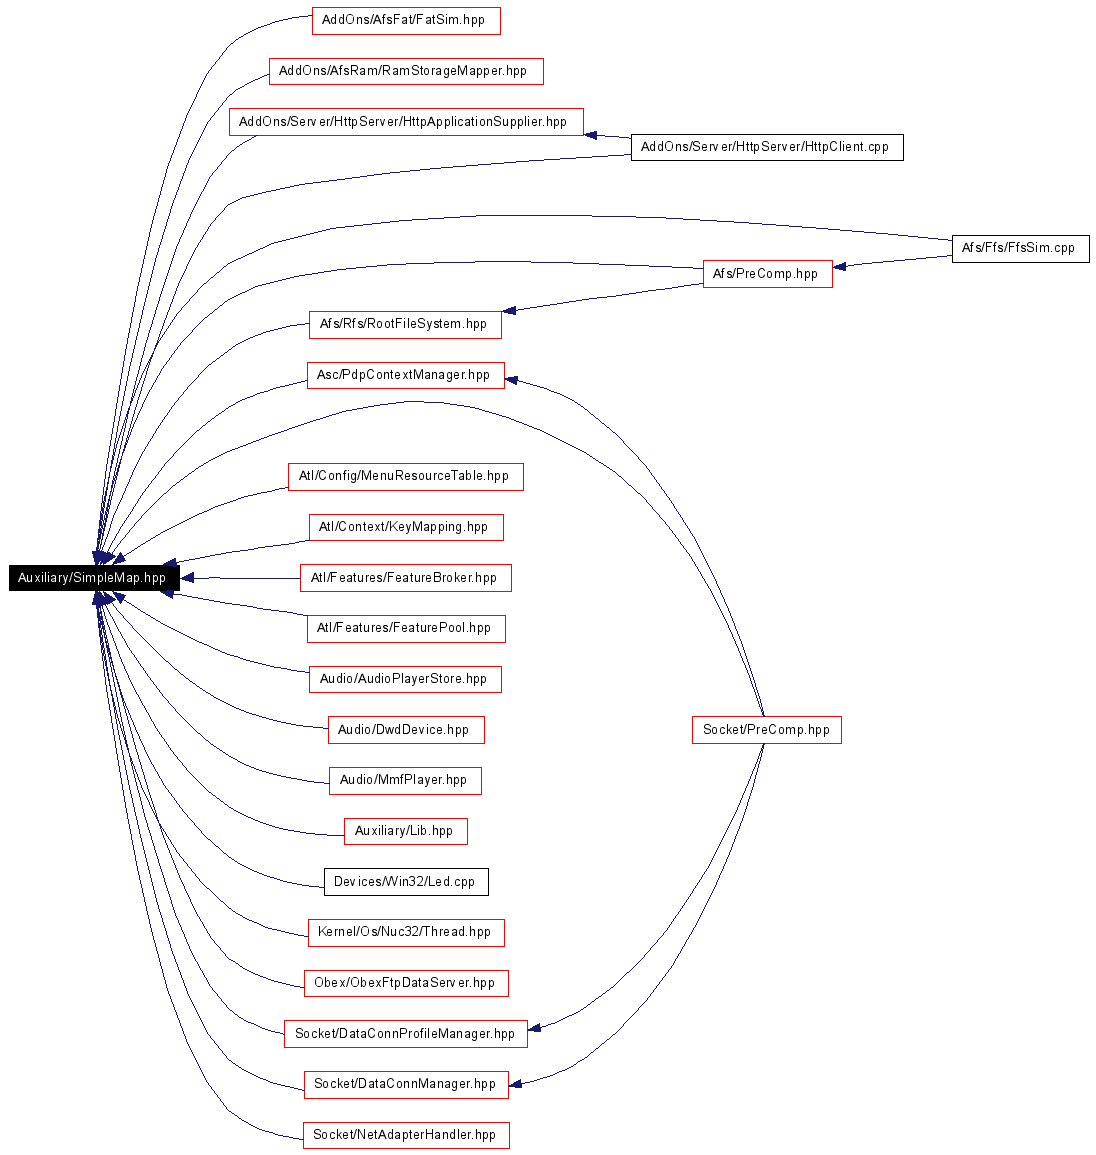 AddOns/AfsFat/FatSim.hpp
AddOns/AfsRam/RamStorageMapper.hpp
AddOns/Server/HttpServer/HttpApplicationSupplier.hpp
AddOns/Server/HttpServer/HttpClient.cpp
Afs/Ffs/FfsSim.cpp
Afs/PreComp.hpp
Afs/Rfs/RootFileSystem.hpp
Asc/PdpContextManager.hpp
Atl/Config/MenuResourceTable.hpp
Atl/Context/KeyMapping.hpp
Auxiliary/SimpleMap.hpp
Atl/Features/FeatureBroker.hpp
Atl/Features/FeaturePool.hpp
Audio/AudioPlayerStore.hpp
Audio/DwdDevice.hpp
Socket/PreComp.hpp
Audio/MmfPlayer.hpp
Auxiliary/Lib.hpp
Devices/Win32/Led.cpp
Kernel/Os/Nuc32/Thread.hpp
Obex/ObexFtpDataServer.hpp
Socket/DataConnProfileManager.hpp
Socket/DataConnManager.hpp
Socket/NetAdapterHandler.hpp